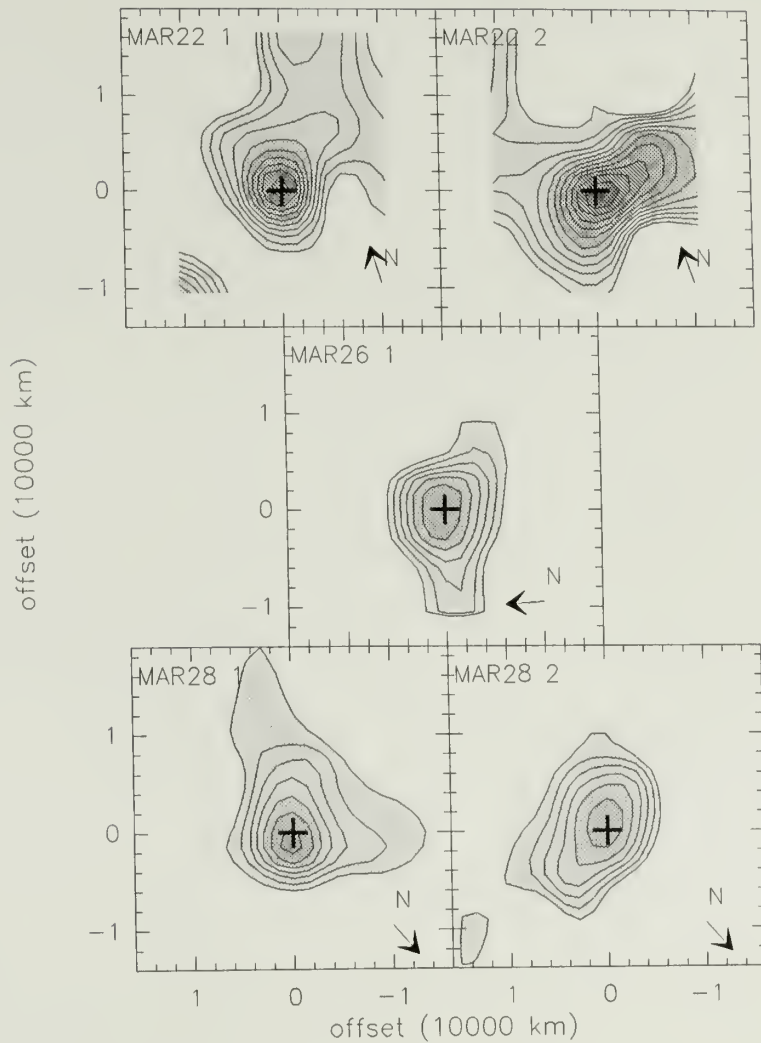 MAR22 1
MAR22 2
1
0
-1
N
N
MAR26 1
1
0
-1
N
offset (10000 km)
MAR28 1
MAR28 2
1
0
-1
N
N
1 0 -1 1 0 -1
offset (10000 km)